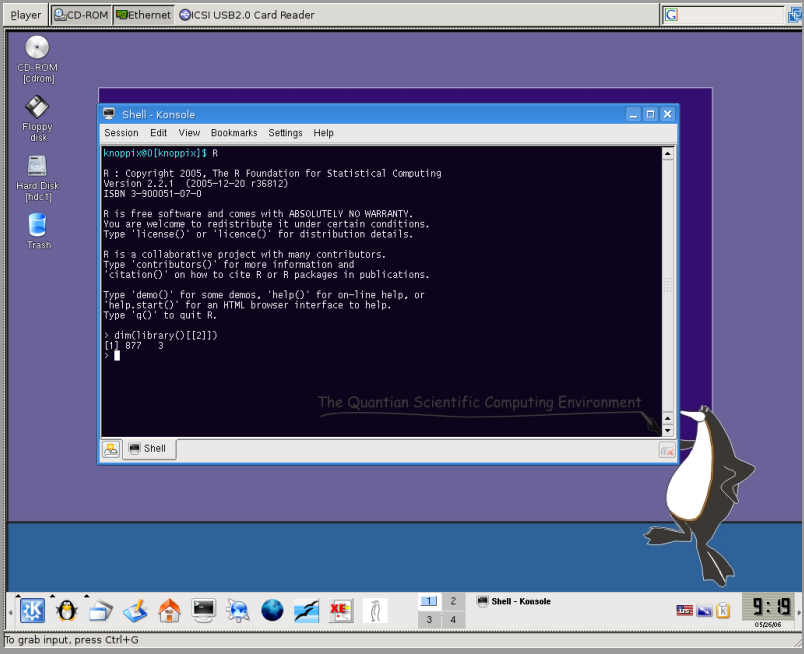 Player CD-ROM Ethernet ICSI USB2.0 Card Reader G
CD-ROM
[cdrom]
Floppy
disk
Hard Disk
[hdc1]
Trash
Shell - Konsole
Session Edit View Bookmarks Settings Help
knoppix@0[knoppix]$ R
R : Copyright 2005, The R Foundation for Statistical Computing
Version 2.2.1  (2005-12-20 r36812)
ISBN 3-900051-07-0
R is free software and comes with ABSOLUTELY NO WARRANTY.
You are welcome to redistribute it under certain conditions.
Type 'license()' or 'licence()' for distribution details.
R is a collaborative project with many contributors.
Type 'contributors()' for more information and
'citation()' on how to cite R or R packages in publications.
Type 'demo()' for some demos, 'help()' for on-line help, or
'help.start()' for an HTML browser interface to help.
Type 'q()' to quit R.
> dim(library()[[2]])
[1] 877   3
>
The Quantian Scientific Computing Environment
Shell
K XE 1 2 Shell - Konsole US 9:19
3 4 05/26/06
To grab input, press Ctrl+G